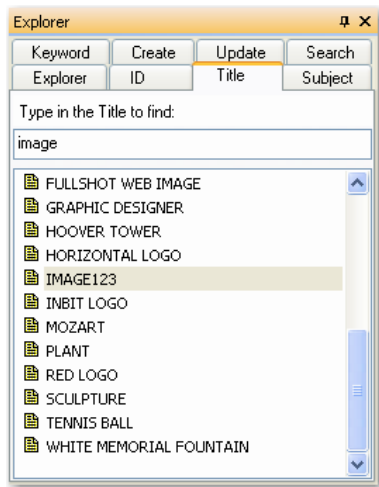 Explorer
Keyword Create Update Search
Explorer ID Title Subject
Type in the Title to find:
image
FULLSHOT WEB IMAGE
GRAPHIC DESIGNER
HOOVER TOWER
HORIZONTAL LOGO
IMAGE123
INBIT LOGO
MOZART
PLANT
RED LOGO
SCULPTURE
TENNIS BALL
WHITE MEMORIAL FOUNTAIN